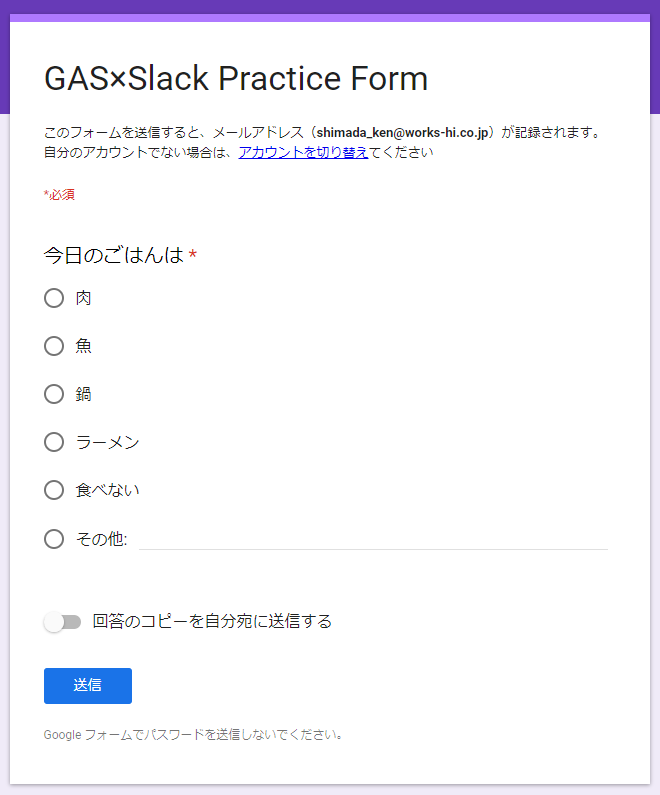 GAS×Slack Practice Form
このフォームを送信すると、メールアドレス（shimada_ken@works-hi.co.jp）が記録されます。
自分のアカウントでない場合は、アカウントを切り替えてください
*必須
今日のごはんは *
肉
魚
鍋
ラーメン
食べない
その他:
回答のコピーを自分宛に送信する
送信
Google フォームでパスワードを送信しないでください。